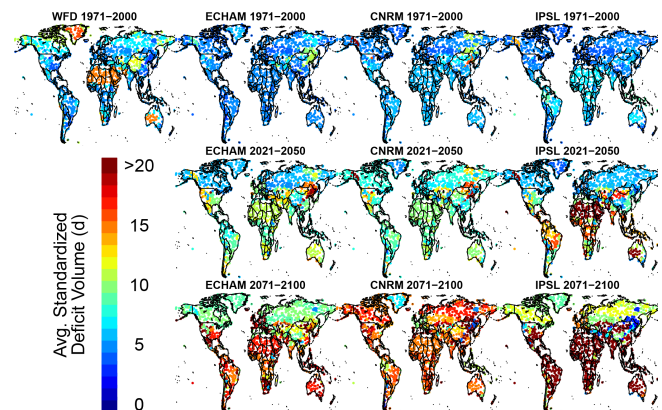 WFD 1971−2000
ECHAM 1971−2000
CNRM 1971−2000
IPSL 1971−2000
ECHAM 2021−2050
CNRM 2021−2050
IPSL 2021−2050
ECHAM 2071−2100
CNRM 2071−2100
IPSL 2071−2100
Avg. Standardized
Deficit Volume (d)
>20
15
10
5
0